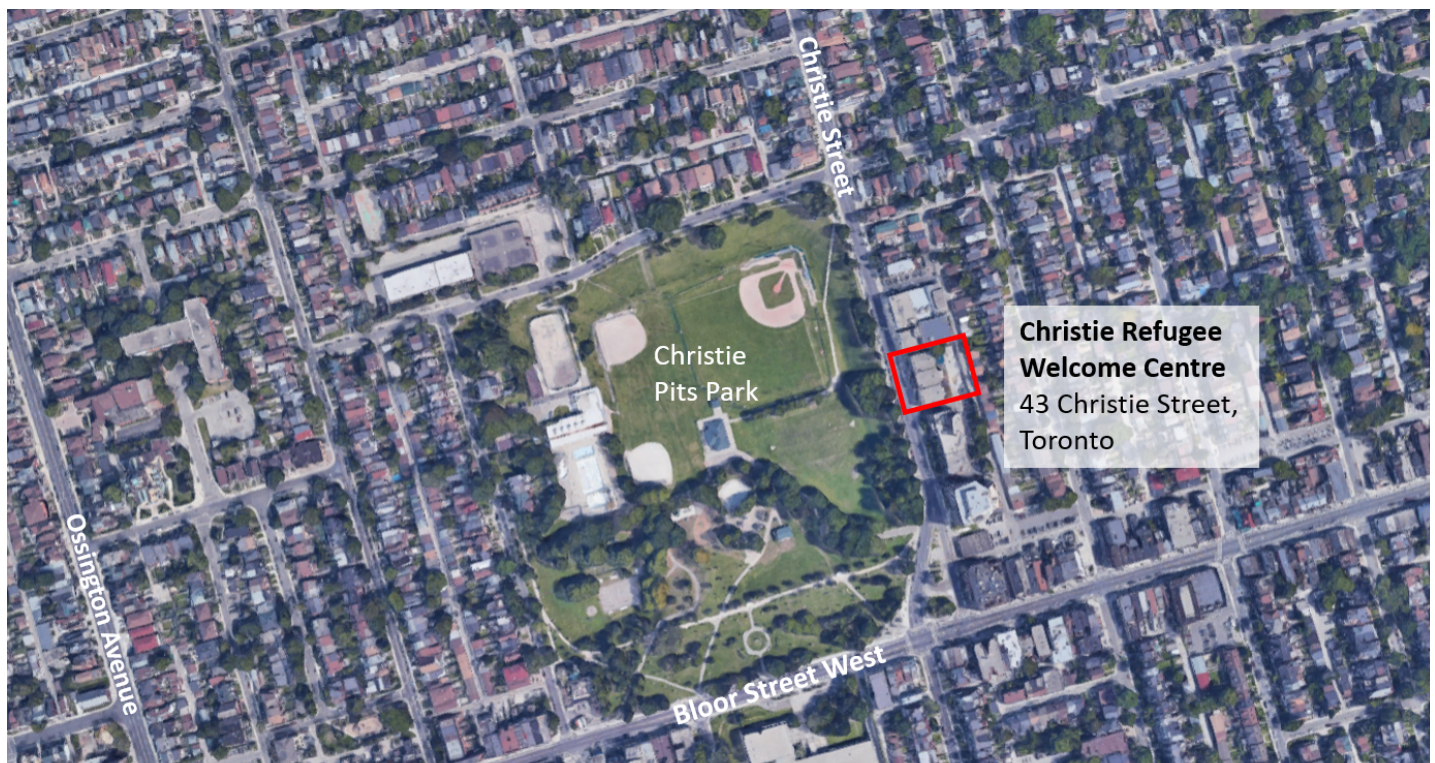 Christie Street
Christie
Pits Park
Christie Refugee
Welcome Centre
43 Christie Street,
Toronto
Ossington Avenue
Bloor Street West